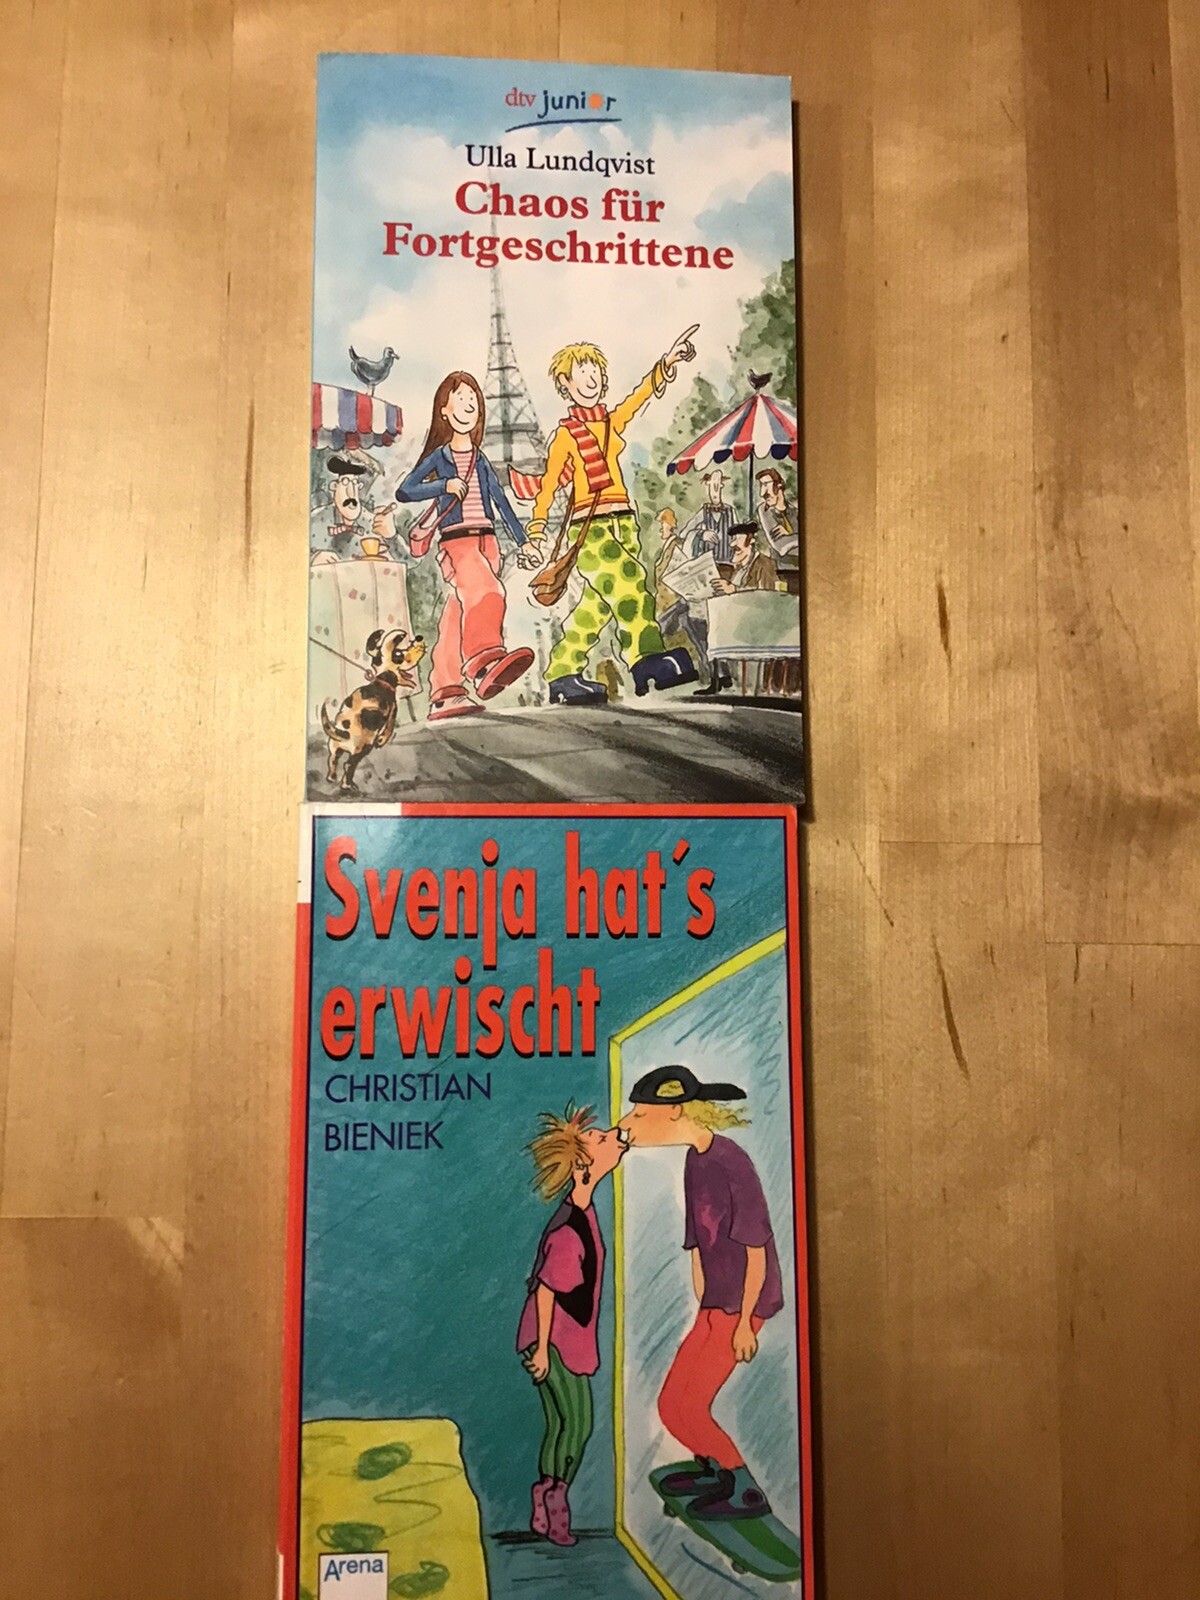 dtv junior
Ulla Lundqvist
Chaos für
Fortgeschrittene
Svenja hat´s
erwischt
CHRISTIAN
BIENIEK
Arena